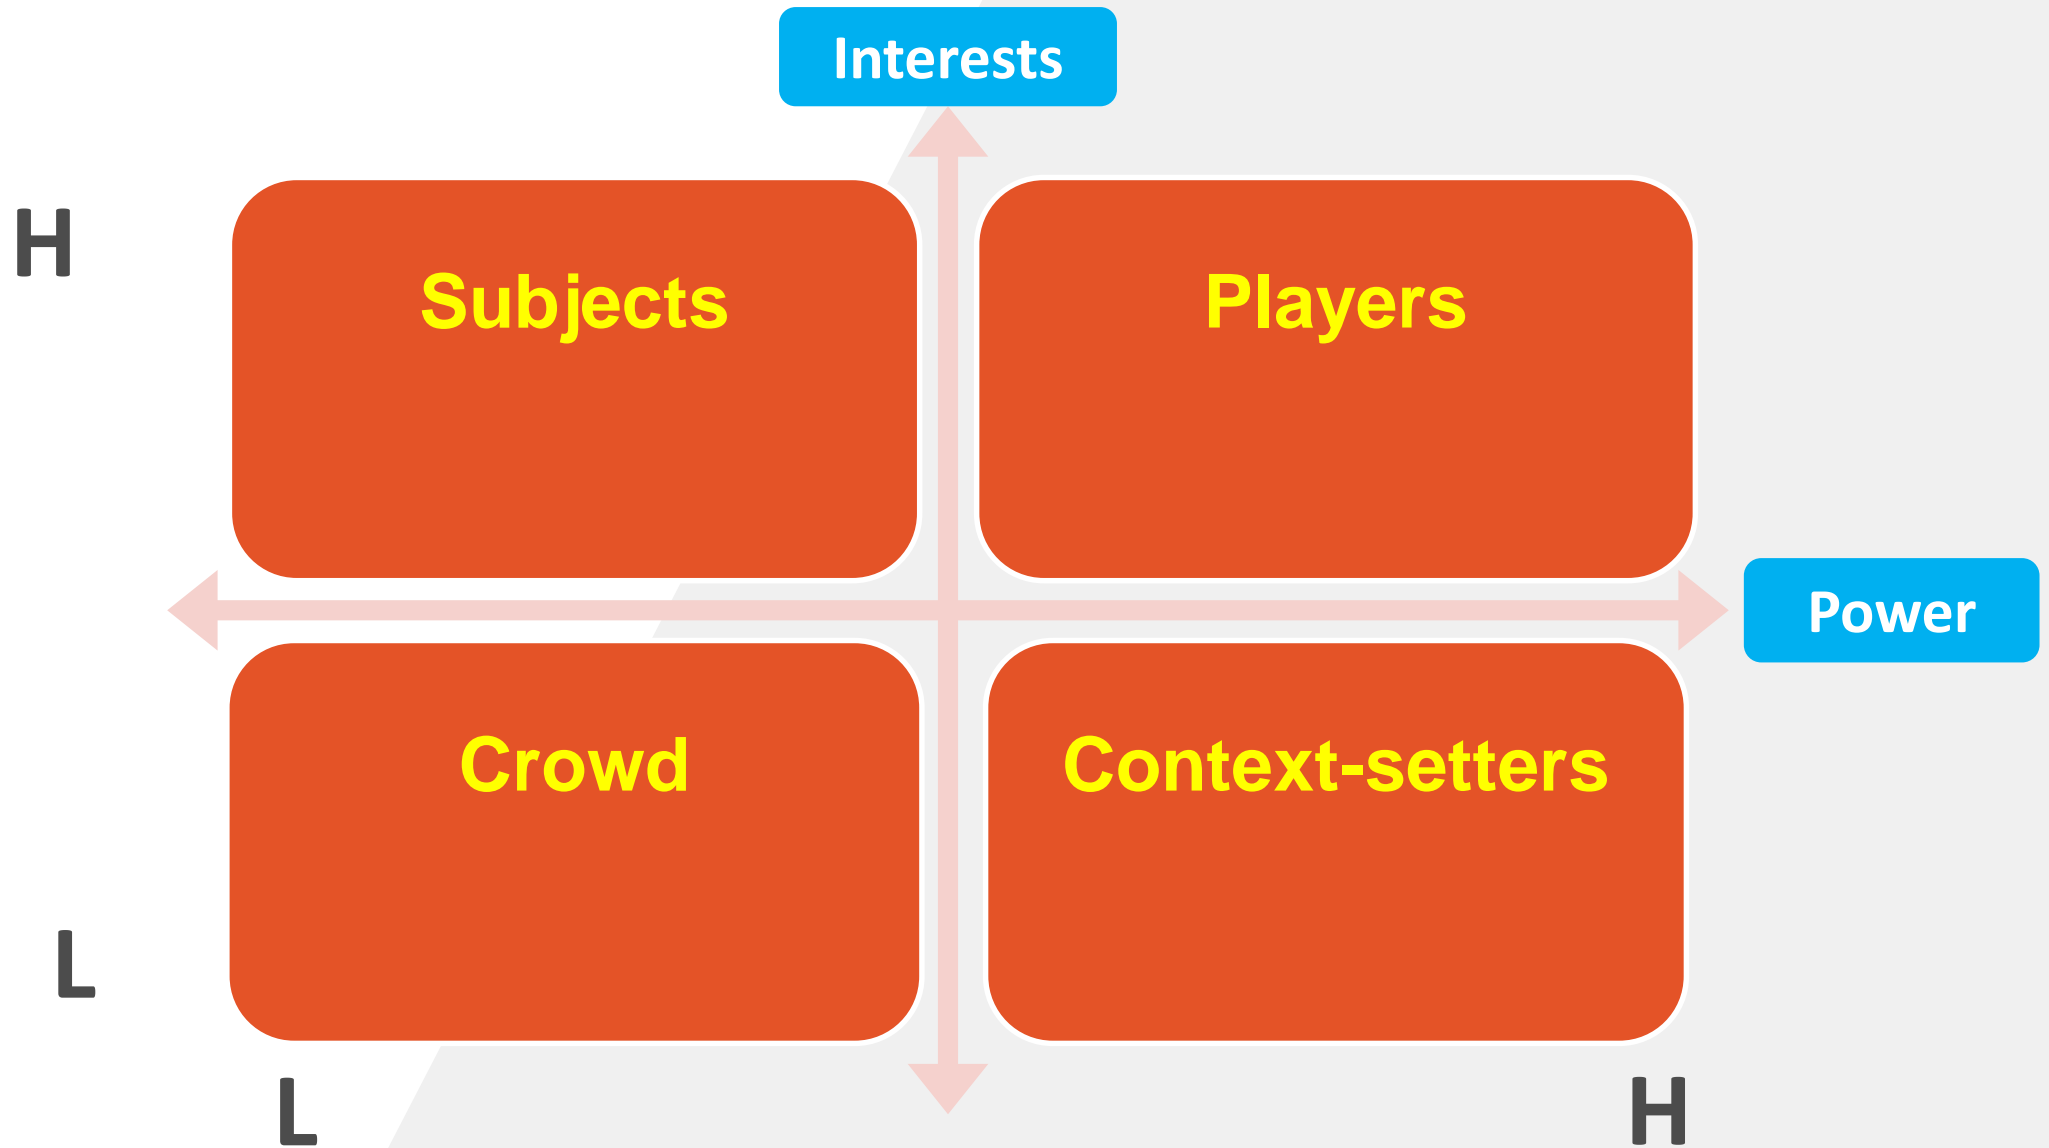 Interests
H
Subjects
Players
Power
Crowd
Context-setters
L
L
H